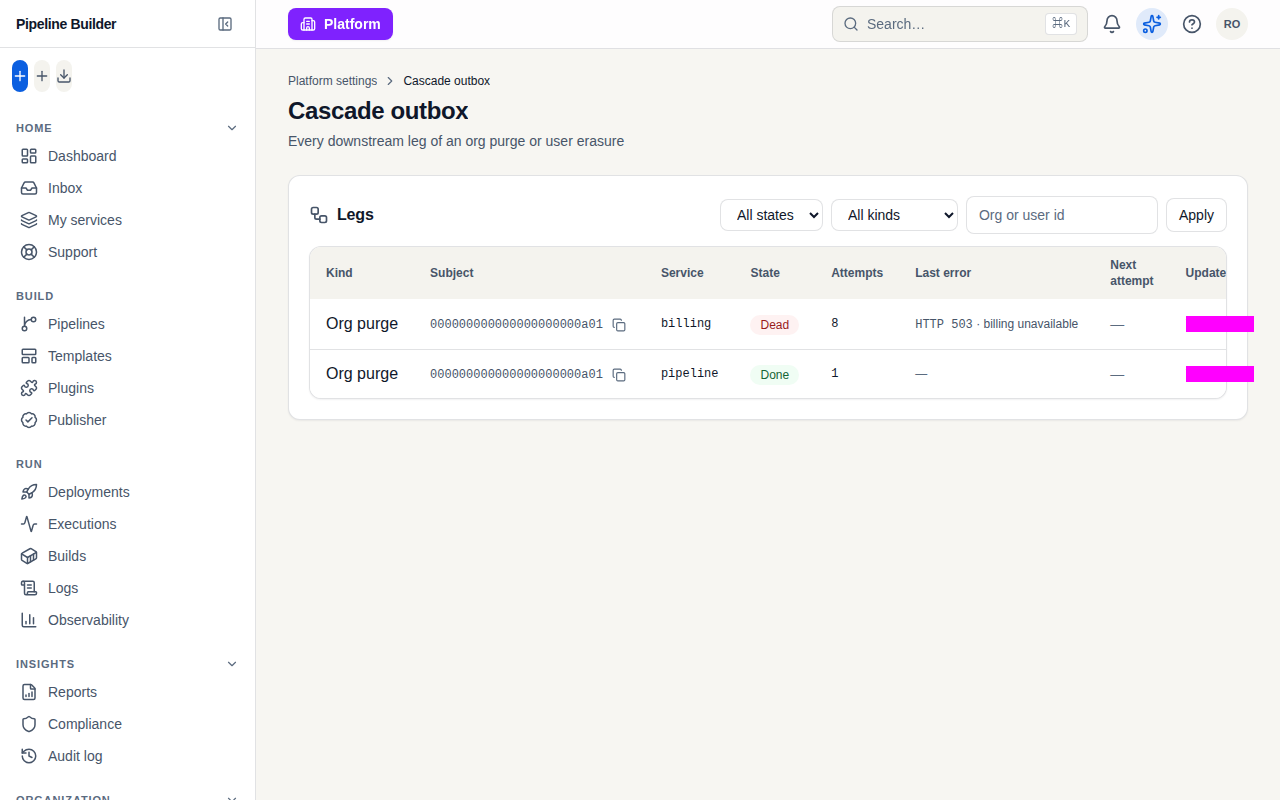 Pipeline Builder
Platform
Search…
⌘K
RO
HOME
Dashboard
Inbox
My services
Support
BUILD
Pipelines
Templates
Plugins
Publisher
RUN
Deployments
Executions
Builds
Logs
Observability
INSIGHTS
Reports
Compliance
Audit log
ORGANIZATION
Platform settings
Cascade outbox
Cascade outbox
Every downstream leg of an org purge or user erasure
Legs
All states
All kinds
Org or user id
Apply
Kind Subject Service State Attempts Last error Next attempt Update
Org purge 000000000000000000000a01 billing Dead 8 HTTP 503 · billing unavailable —
Org purge 000000000000000000000a01 pipeline Done 1 — —